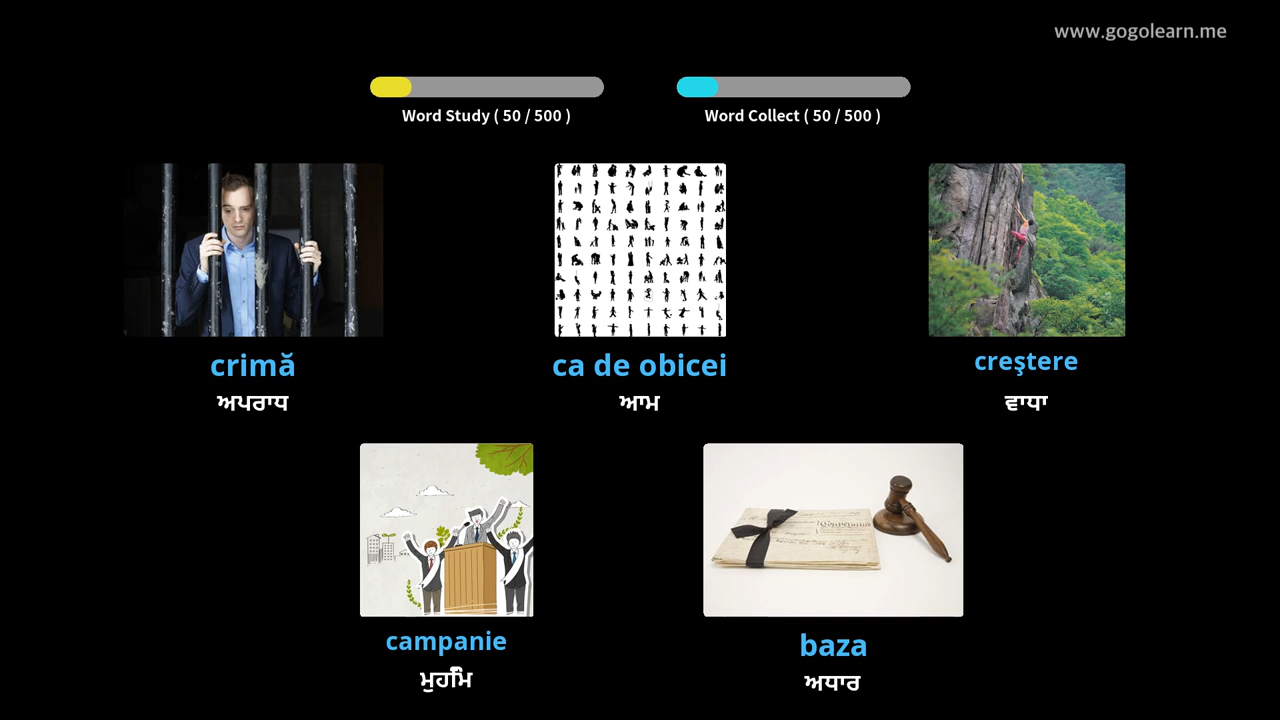 www.gogolearn.me
Word Study ( 50 / 500 )
Word Collect ( 50 / 500 )
crimă
ਅਪਰਾਧ
ca de obicei
ਆਮ
creştere
ਵਾਧਾ
campanie
ਮੁਹਿੰਮ
baza
ਅਧਾਰ